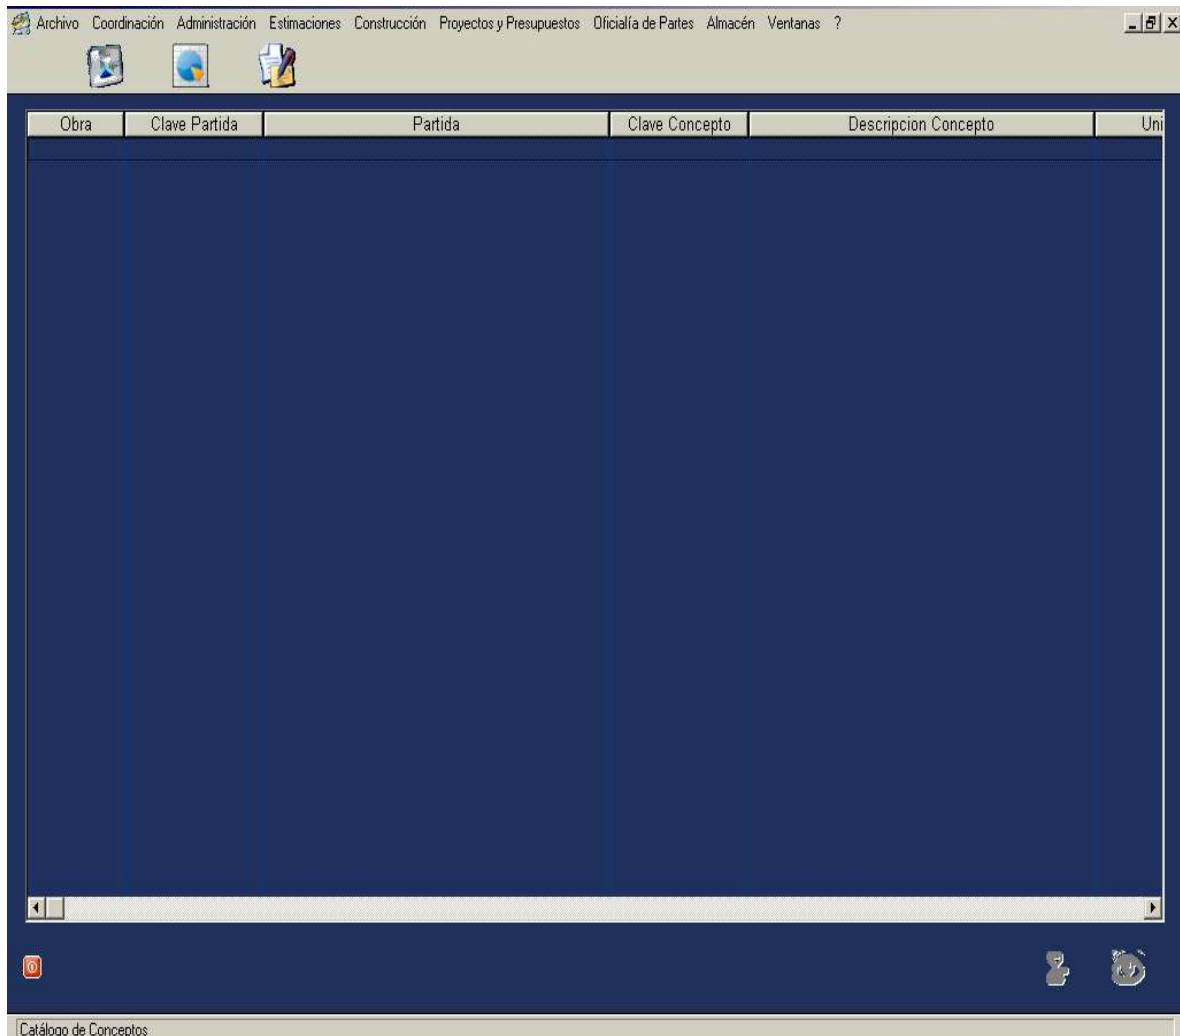 Archivo Coordinación Administración Estimaciones Construcción Proyectos y Presupuestos Oficialía de Partes Almacén Ventanas ?
Obra Clave Partida Partida Clave Concepto Descripcion Concepto Uni
Catálogo de Conceptos